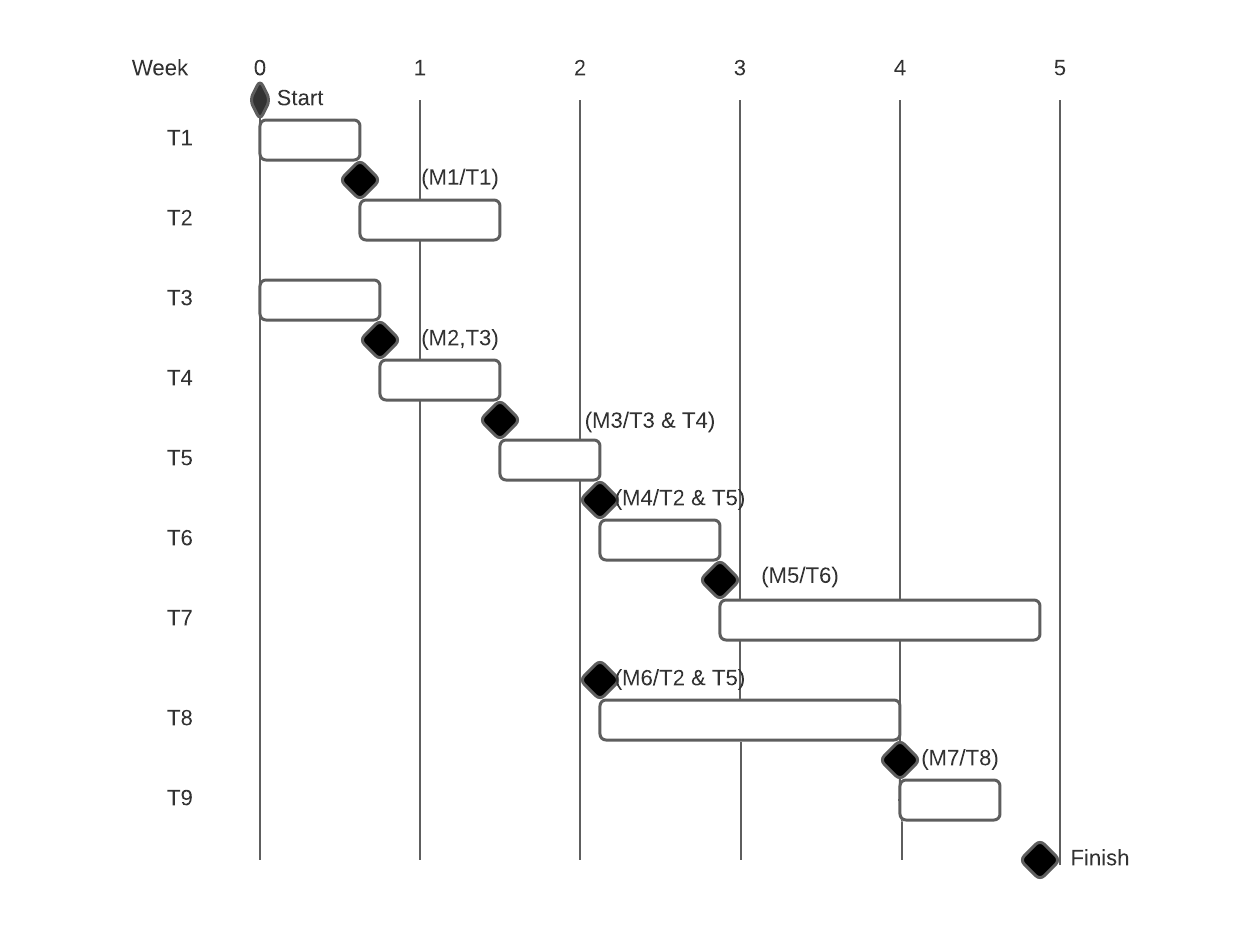 Week 0 1 2 3 4 5
Start
T1
(M1/T1)
T2
T3
(M2,T3)
T4
(M3/T3 & T4)
T5
(M4/T2 & T5)
T6
(M5/T6)
T7
(M6/T2 & T5)
T8
(M7/T8)
T9
Finish